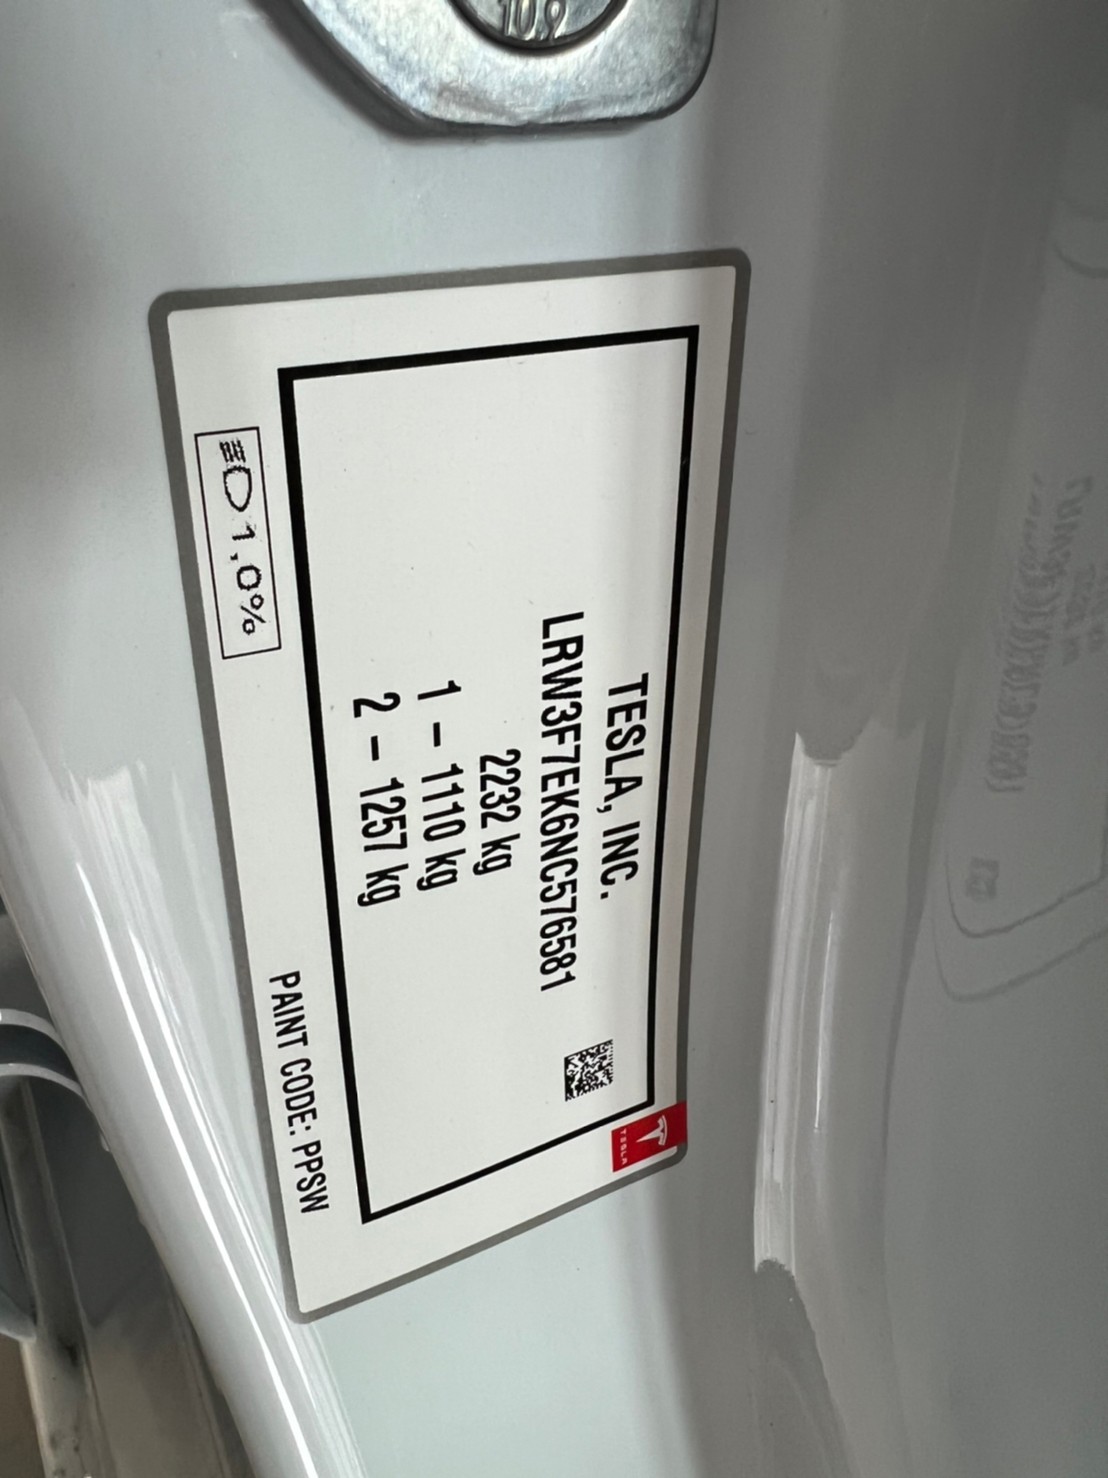 10.9
TESLA, INC.
LRW3F7EK6NC576581
2232 kg
1 - 1110 kg
2 - 1257 kg
1,0%
PAINT CODE: PPSW
TESLA